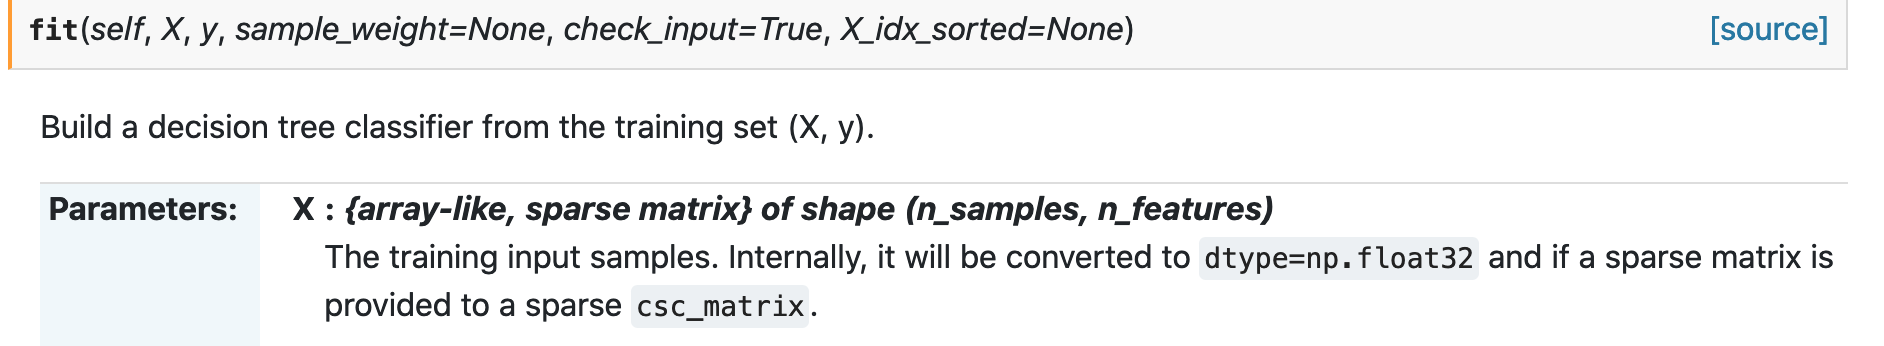 fit(self, X, y, sample_weight=None, check_input=True, X_idx_sorted=None) [source]
Build a decision tree classifier from the training set (X, y).
Parameters: X : {array-like, sparse matrix} of shape (n_samples, n_features)
The training input samples. Internally, it will be converted to dtype=np.float32 and if a sparse matrix is
provided to a sparse csc_matrix.